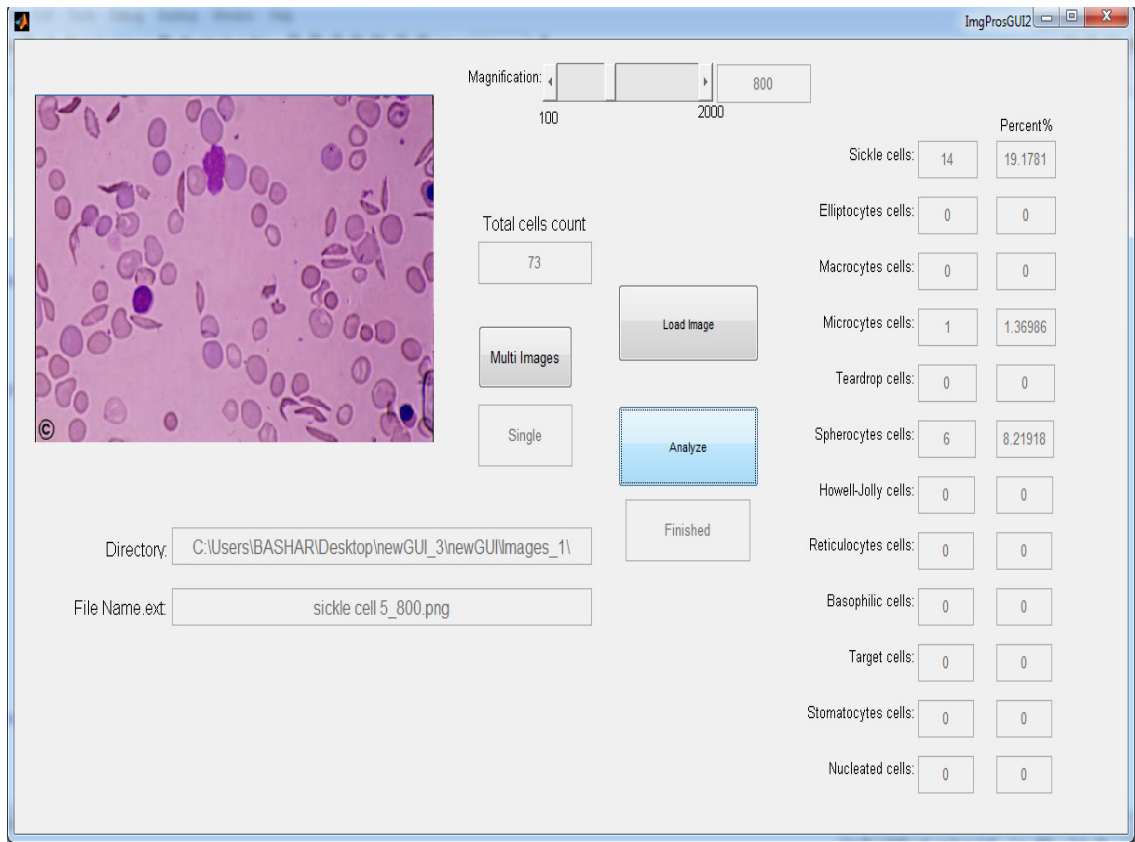 ImgProsGUI2
Magnification:
800
100
2000
Percent%
Sickle cells: 14 19.1781
Elliptocytes cells: 0 0
Total cells count
73
Macrocytes cells: 0 0
Load Image
Microcytes cells: 1 1.36986
Multi Images
Teardrop cells: 0 0
Single
Analyze
Spherocytes cells: 6 8.21918
©
Howell-Jolly cells: 0 0
Finished
Directory: C:\Users\BASHAR\Desktop\newGUI_3\newGUI\Images_1\
Reticulocytes cells: 0 0
File Name.ext: sickle cell 5_800.png
Basophilic cells: 0 0
Target cells: 0 0
Stomatocytes cells: 0 0
Nucleated cells: 0 0